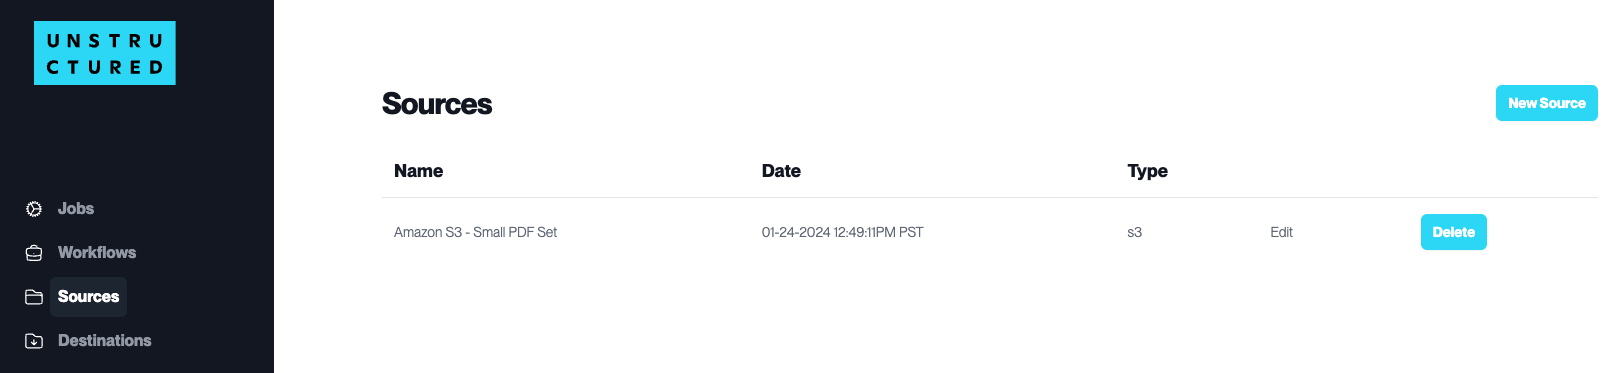 UNSTRU
CTURED
Jobs
Workflows
Sources
Destinations
Sources
New Source
Name Date Type
Amazon S3 - Small PDF Set 01-24-2024 12:49:11PM PST s3 Edit Delete